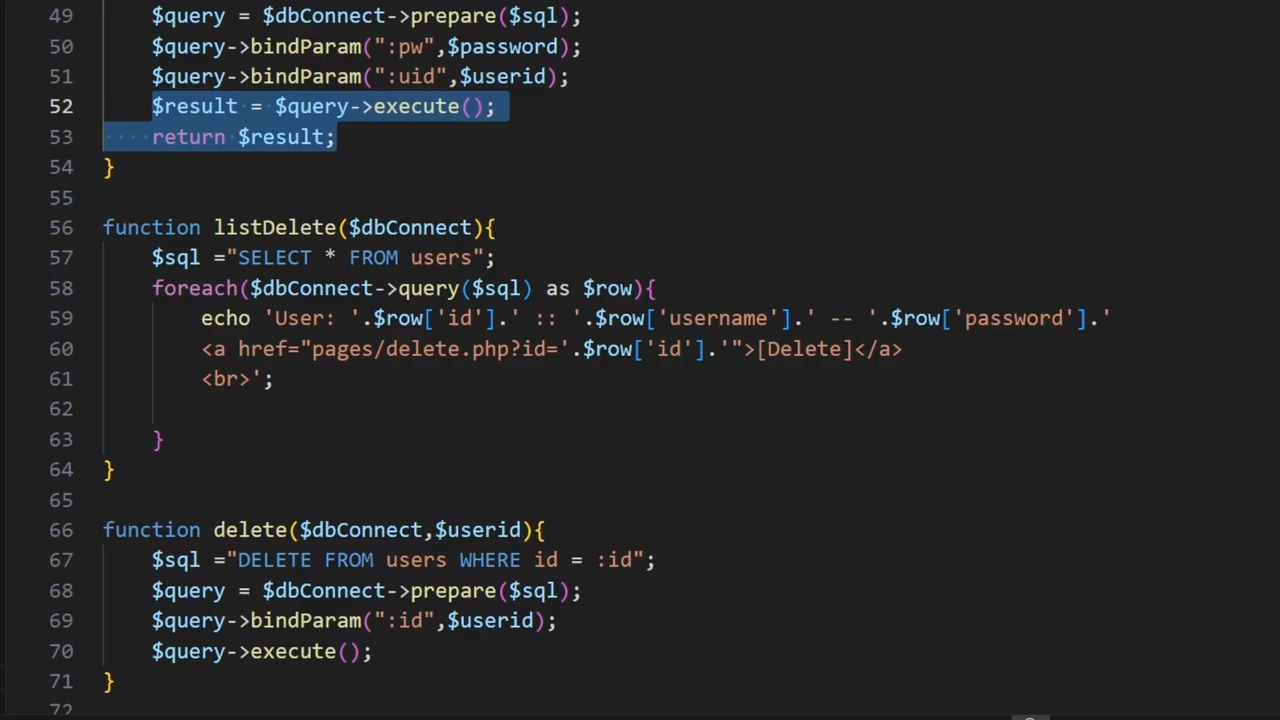 49 $query = $dbConnect->prepare($sql);
50 $query->bindParam(":pw",$password);
51 $query->bindParam(":uid",$userid);
52 $result = $query->execute();
53 return $result;
54 }
55
56 function listDelete($dbConnect){
57 $sql ="SELECT * FROM users";
58 foreach($dbConnect->query($sql) as $row){
59 echo 'User: '.$row['id'].' :: '.$row['username'].' -- '.$row['password'].'
60 <a href="pages/delete.php?id='.$row['id'].'">[Delete]</a>
61 <br>';
62
63 }
64 }
65
66 function delete($dbConnect,$userid){
67 $sql ="DELETE FROM users WHERE id = :id";
68 $query = $dbConnect->prepare($sql);
69 $query->bindParam(":id",$userid);
70 $query->execute();
71 }
72